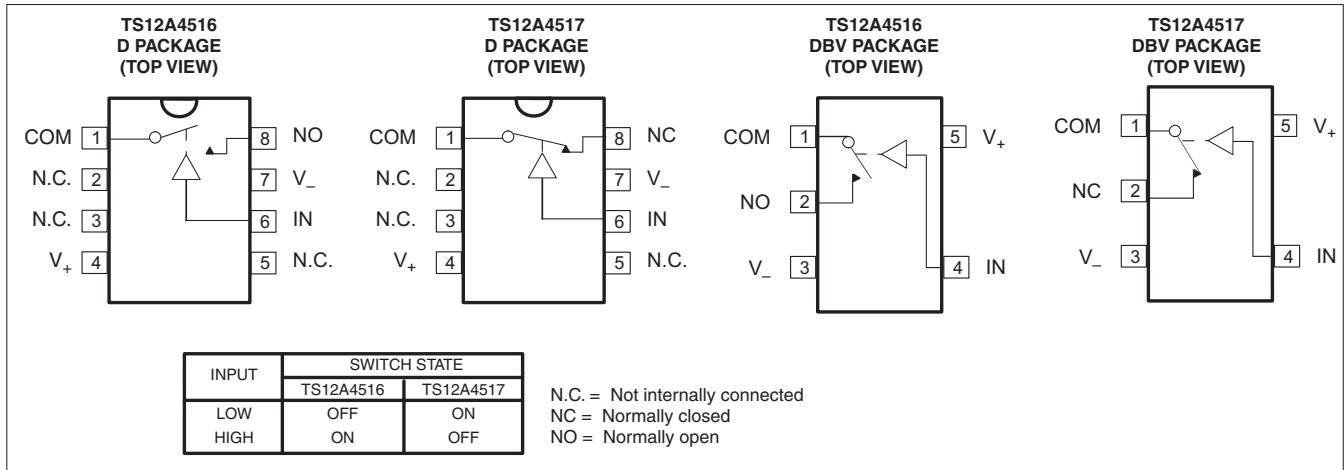 TS12A4516
D PACKAGE
(TOP VIEW)
COM 1
N.C. 2
N.C. 3
V+ 4
8 NO
7 V_
6 IN
5 N.C.
TS12A4517
D PACKAGE
(TOP VIEW)
COM 1
N.C. 2
N.C. 3
V+ 4
8 NC
7 V_
6 IN
5 N.C.
TS12A4516
DBV PACKAGE
(TOP VIEW)
COM 1
NO 2
V_ 3
5 V+
4 IN
TS12A4517
DBV PACKAGE
(TOP VIEW)
COM 1
NC 2
V_ 3
5 V+
4 IN
INPUT SWITCH STATE
TS12A4516 TS12A4517
LOW OFF ON
HIGH ON OFF
N.C. = Not internally connected
NC = Normally closed
NO = Normally open